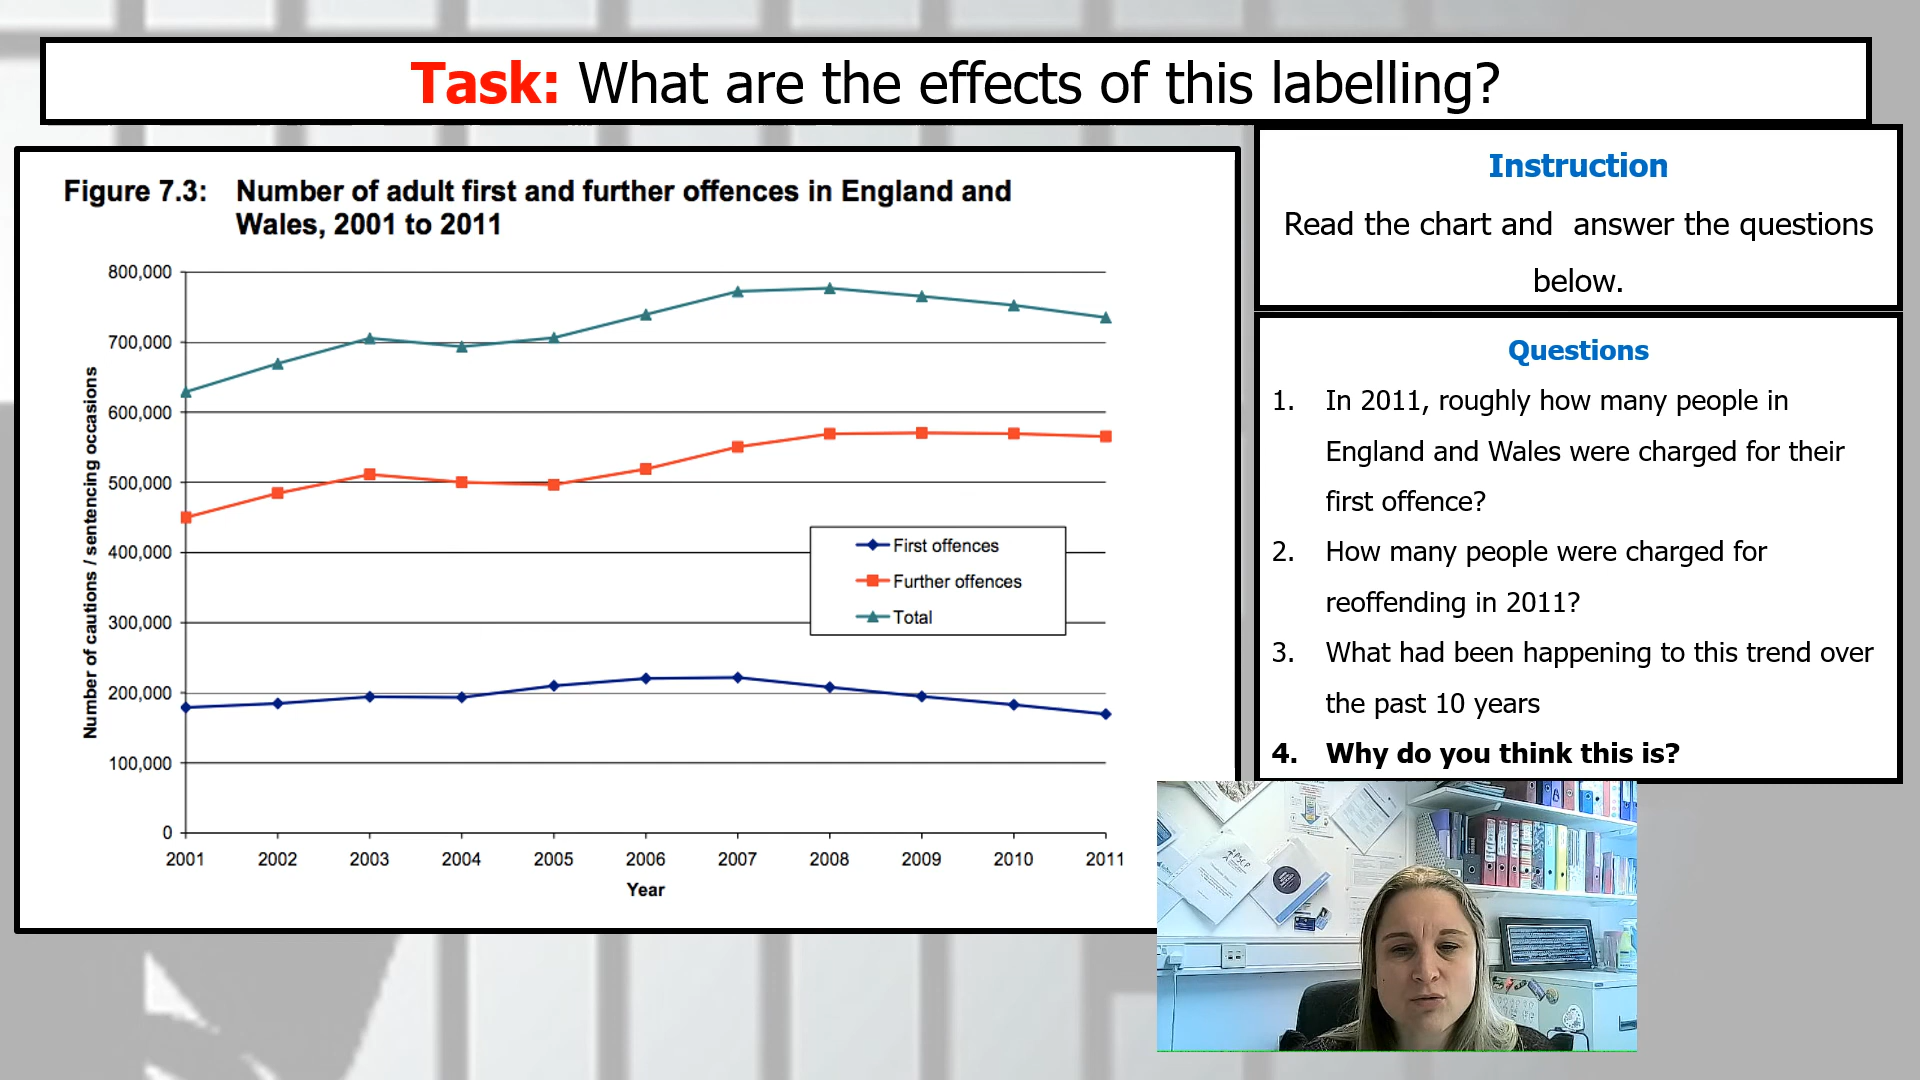 Task: What are the effects of this labelling?
Figure 7.3: Number of adult first and further offences in England and
Wales, 2001 to 2011
Number of cautions / sentencing occasions
800,000
700,000
600,000
500,000
400,000
300,000
200,000
100,000
0
First offences
Further offences
Total
2001 2002 2003 2004 2005 2006 2007 2008 2009 2010 2011
Year
Instruction
Read the chart and answer the questions
below.
Questions
1. In 2011, roughly how many people in
England and Wales were charged for their
first offence?
2. How many people were charged for
reoffending in 2011?
3. What had been happening to this trend over
the past 10 years
4. Why do you think this is?